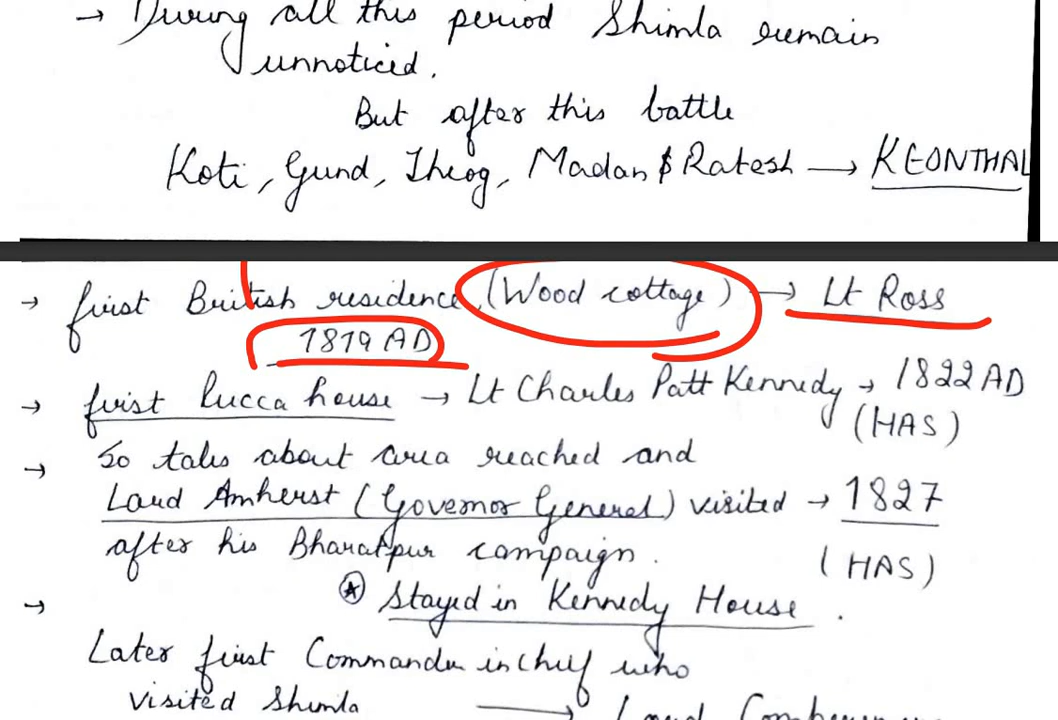 → During all this period Shimla remain
unnoticed.
But after this battle
Koti, Gund, Theog, Madan $ Ratesh → KEONTHAL
→ first British residence (Wood cottage) → Lt Ross
1819 AD
→ first Pucca house → Lt Charles Patt Kennedy → 1822 AD
(HAS)
→ So tales about area reached and
Lord Amherst (Governor General) visited → 1827
after his Bharatpur campaign.
(HAS)
→ ⍟ Stayed in Kennedy House.
Later first Commander in chief who
visited Shimla → Lord